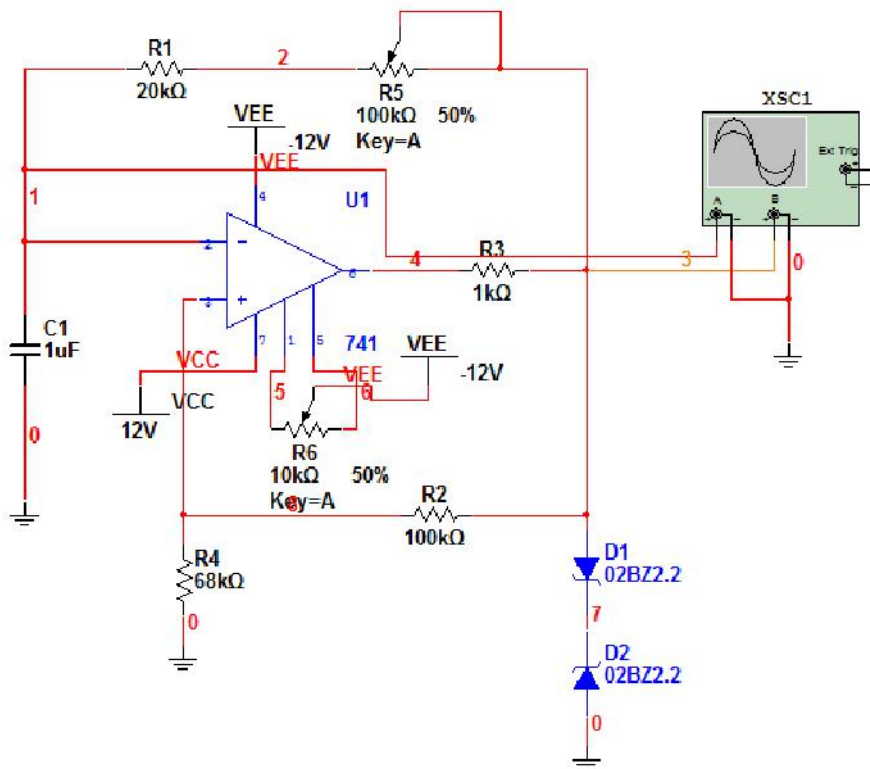 R1
20kΩ
2
R5
100kΩ 50%
Key=A
XSC1
Ext Trig
A
B
VEE
-12V
VEE
1
4
U1
2
6
4
R3
1kΩ
3
0
C1
1uF
7
1
5
741
VEE
-12V
VCC
VEE
VCC
12V
5
6
R6
10kΩ 50%
Key=A
0
R2
100kΩ
R4
68kΩ
0
D1
02BZ2.2
7
D2
02BZ2.2
0